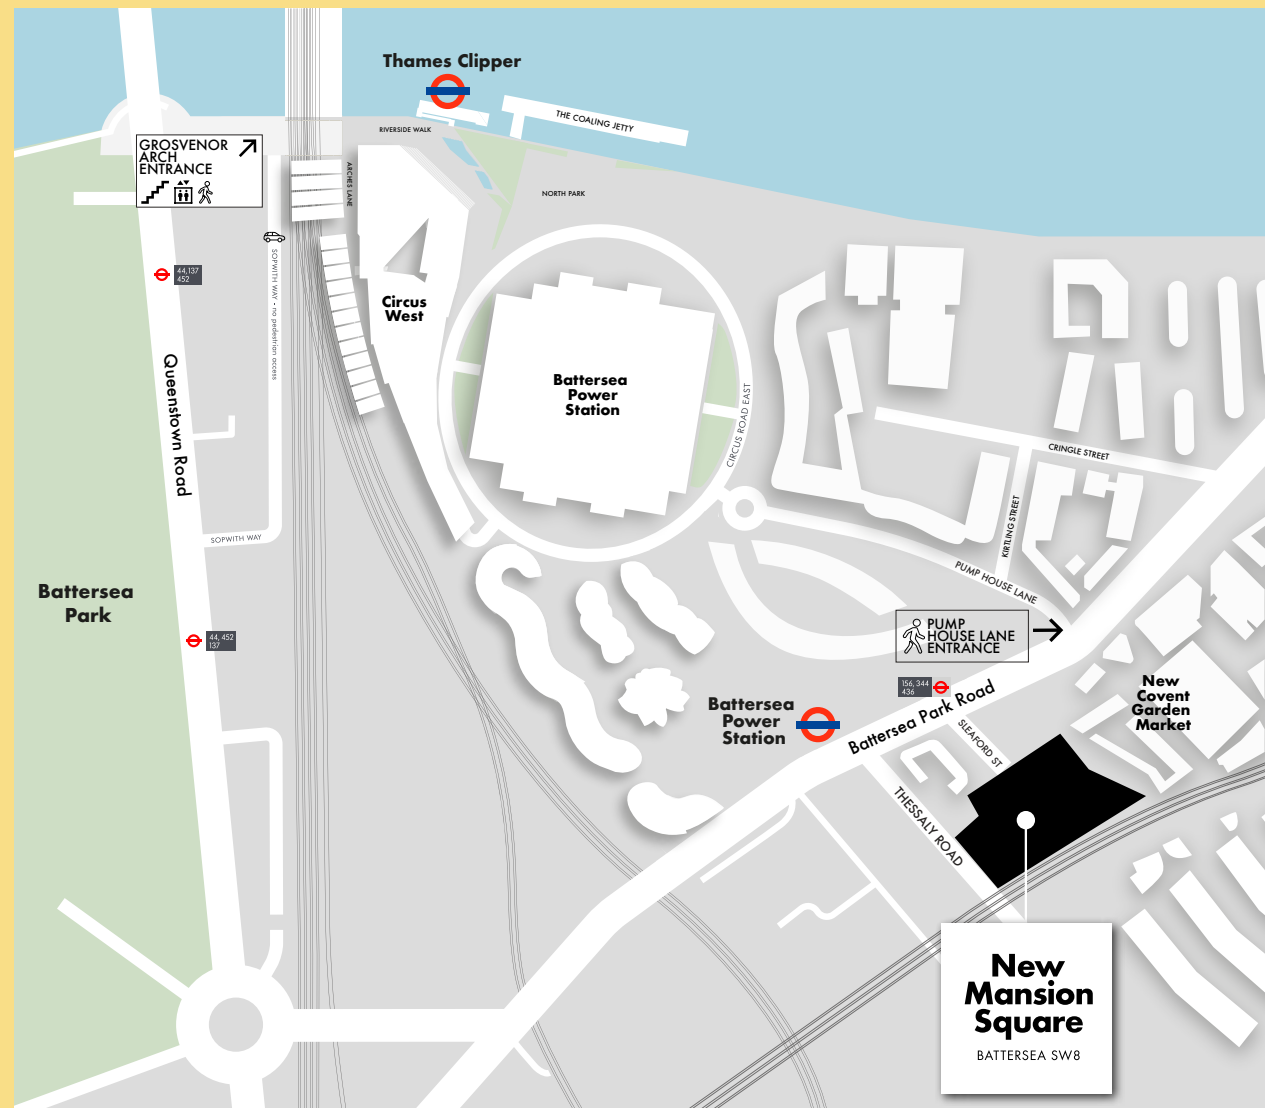 Thames Clipper
THE COALING JETTY
RIVERSIDE WALK
GROSVENOR
ARCH
ENTRANCE
ARCHES LANE
NORTH PARK
44,137
452
SOPWITH WAY - no pedestrian access
Circus
West
Queenstown Road
Battersea
Power
Station
CIRCUS ROAD EAST
CRINGLE STREET
KIRTLING STREET
SOPWITH WAY
PUMP HOUSE LANE
Battersea
Park
44, 452
137
PUMP
HOUSE LANE
ENTRANCE
156, 344
436
New
Covent
Garden
Market
Battersea
Power
Station
Battersea Park Road
SLEAFORD ST
THESSALY ROAD
New
Mansion
Square
BATTERSEA SW8